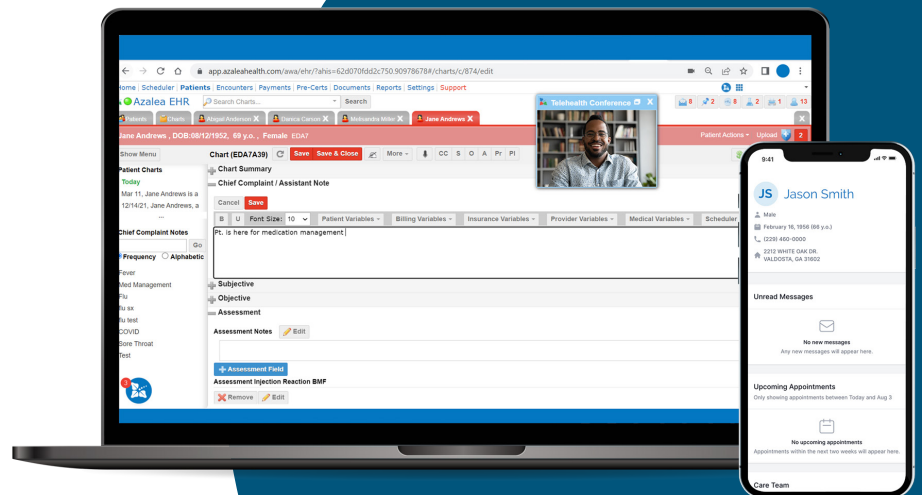 app.azaleahealth.com/awa/ehr/?ahis=62d070fdd2c750.90978678#/charts/c/874/edit
Home Scheduler Patients Encounters Payments Pre-Certs Documents Reports Settings Support
Azalea EHR Search Charts... Search
Telehealth Conference X
8 2 8 2 1 13
Patients Charts Abigail Anderson X Danica Carson X Melisandra Miller X Jane Andrews X X
Jane Andrews , DOB:08/12/1952, 69 y.o. , Female EDA7
Patient Actions Upload 2
Show Menu
Chart (EDA7A39) Save Save & Close More CC S O A Pr Pl
Patient Charts
Today
Mar 11, Jane Andrews is a
12/14/21, Jane Andrews, a
...
Chief Complaint Notes
Go
Frequency Alphabetic
Fever
Med Management
Flu
flu sx
flu test
COVID
Sore Throat
Test
3
Chart Summary
Chief Complaint / Assistant Note
Cancel Save
B U Font Size: 10 Patient Variables Billing Variables Insurance Variables Provider Variables Medical Variables Scheduler
Pt. is here for medication management
Subjective
Objective
Assessment
Assessment Notes Edit
Assessment Field
Assessment Injection Reaction BMF
Remove Edit
9:41
JS Jason Smith
Male
February 16, 1956 (66 y.o.)
(229) 460-0000
2212 WHITE OAK DR.
VALDOSTA, GA 31602
Unread Messages
No new messages
Any new messages will appear here.
Upcoming Appointments
Only showing appointments between Today and Aug 3
No upcoming appointments
Appointments within the next two weeks will appear here.
Care Team